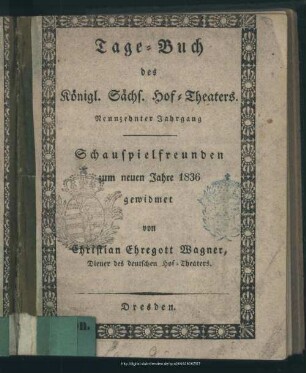 Tage-Buch
des
Königl. Sächs. Hof-Theaters.
Neunzehnter Jahrgang
Schauspielfreunden
zum neuen Jahre 1836
gewidmet
von
Christian Ehregott Wagner,
Diener des deutschen Hof-Theaters.
Dresden.